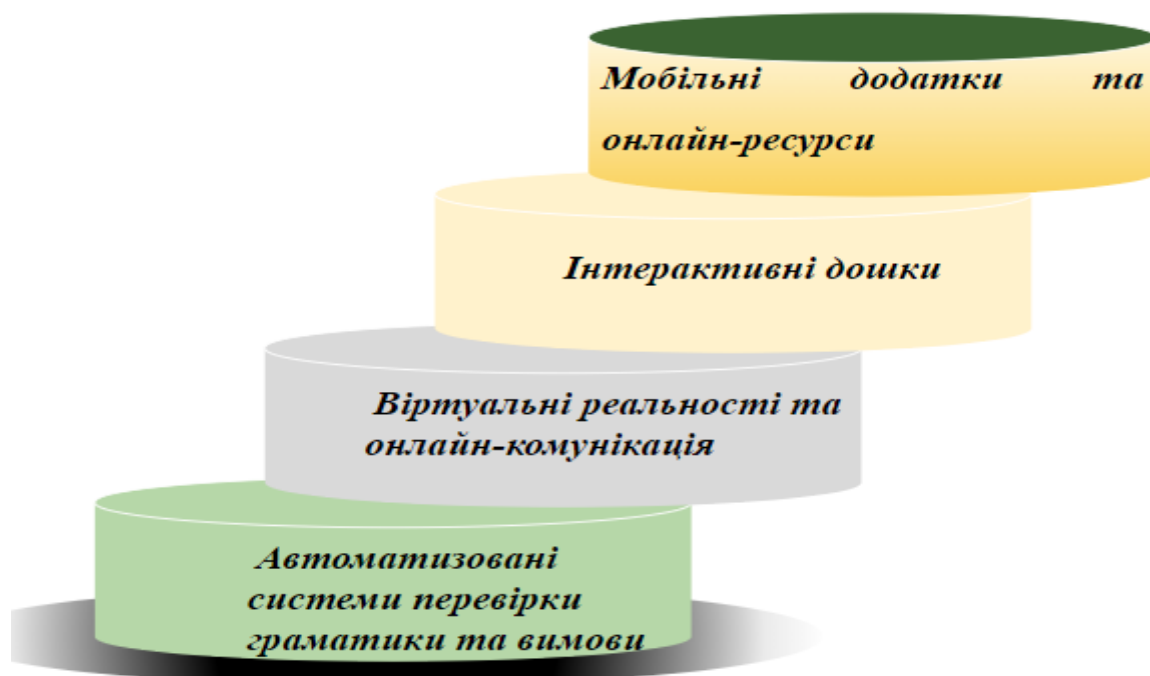 Мобільні додатки та
онлайн-ресурси
Інтерактивні дошки
Віртуальні реальності та
онлайн-комунікація
Автоматизовані
системи перевірки
граматики та вимови